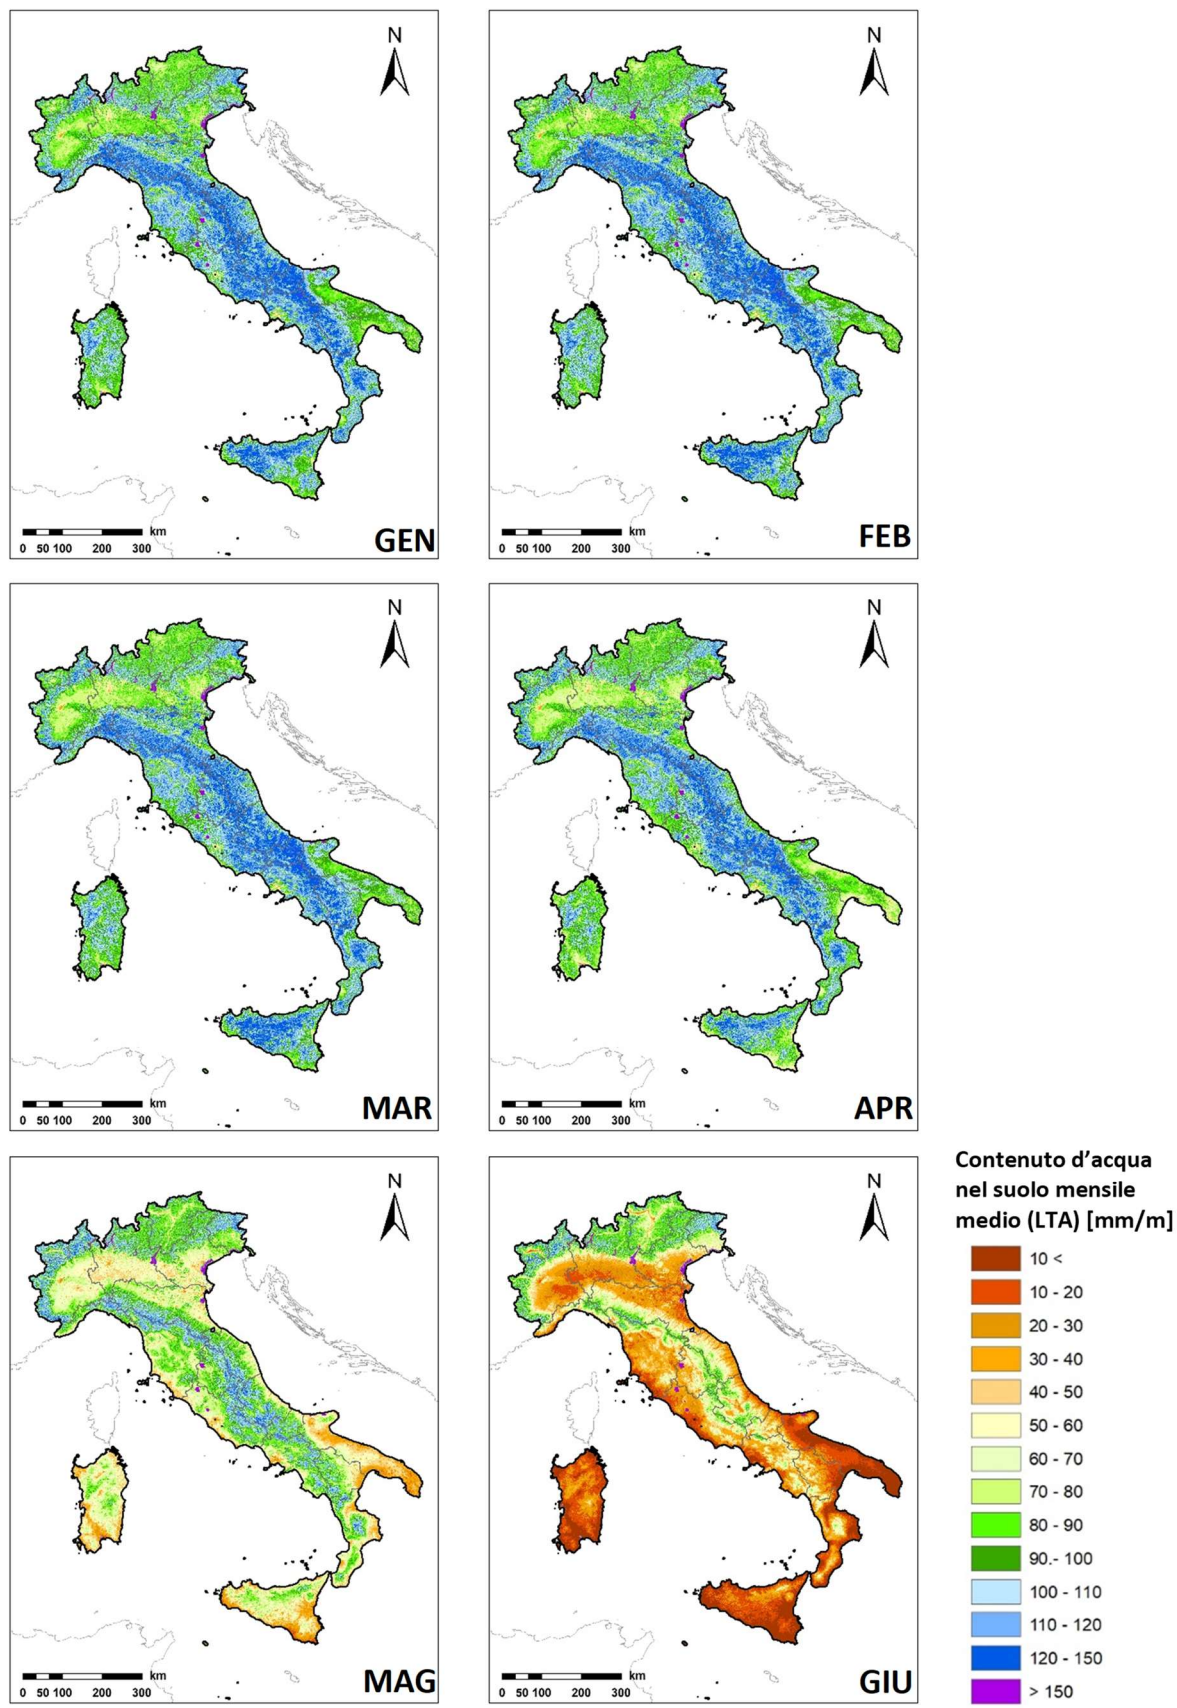 N
N
km
0 50 100 200 300
GEN
km
0 50 100 200 300
FEB
N
N
km
0 50 100 200 300
MAR
km
0 50 100 200 300
APR
N
N
km
0 50 100 200 300
MAG
km
0 50 100 200 300
GIU
Contenuto d’acqua
nel suolo mensile
medio (LTA) [mm/m]
10 <
10 - 20
20 - 30
30 - 40
40 - 50
50 - 60
60 - 70
70 - 80
80 - 90
90.- 100
100 - 110
110 - 120
120 - 150
> 150